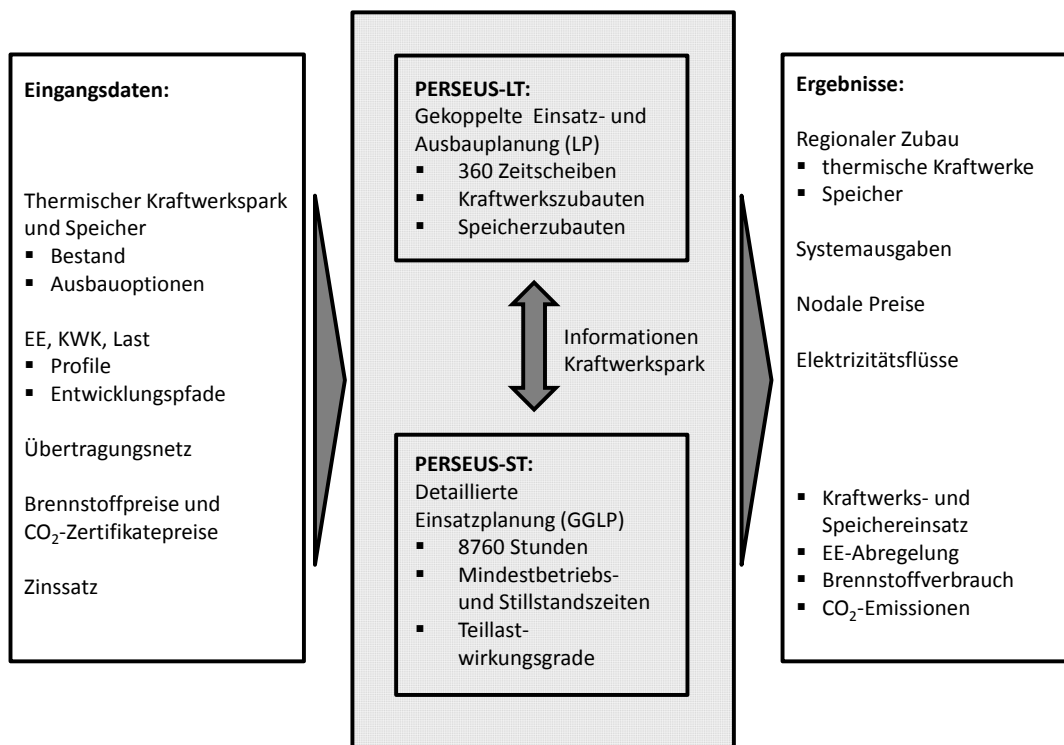 Eingangsdaten:
Thermischer Kraftwerkspark
und Speicher
▪ Bestand
▪ Ausbauoptionen
EE, KWK, Last
▪ Profile
▪ Entwicklungspfade
Übertragungsnetz
Brennstoffpreise und
CO₂-Zertifikatepreise
Zinssatz
PERSEUS-LT:
Gekoppelte Einsatz- und
Ausbauplanung (LP)
▪ 360 Zeitscheiben
▪ Kraftwerkszubauten
▪ Speicherzubauten
Informationen
Kraftwerkspark
PERSEUS-ST:
Detaillierte
Einsatzplanung (GGLP)
▪ 8760 Stunden
▪ Mindestbetriebs-
und Stillstandszeiten
▪ Teillast-
wirkungsgrade
Ergebnisse:
Regionaler Zubau
▪ thermische Kraftwerke
▪ Speicher
Systemausgaben
Nodale Preise
Elektrizitätsflüsse
▪ Kraftwerks- und
Speichereinsatz
▪ EE-Abregelung
▪ Brennstoffverbrauch
▪ CO₂-Emissionen